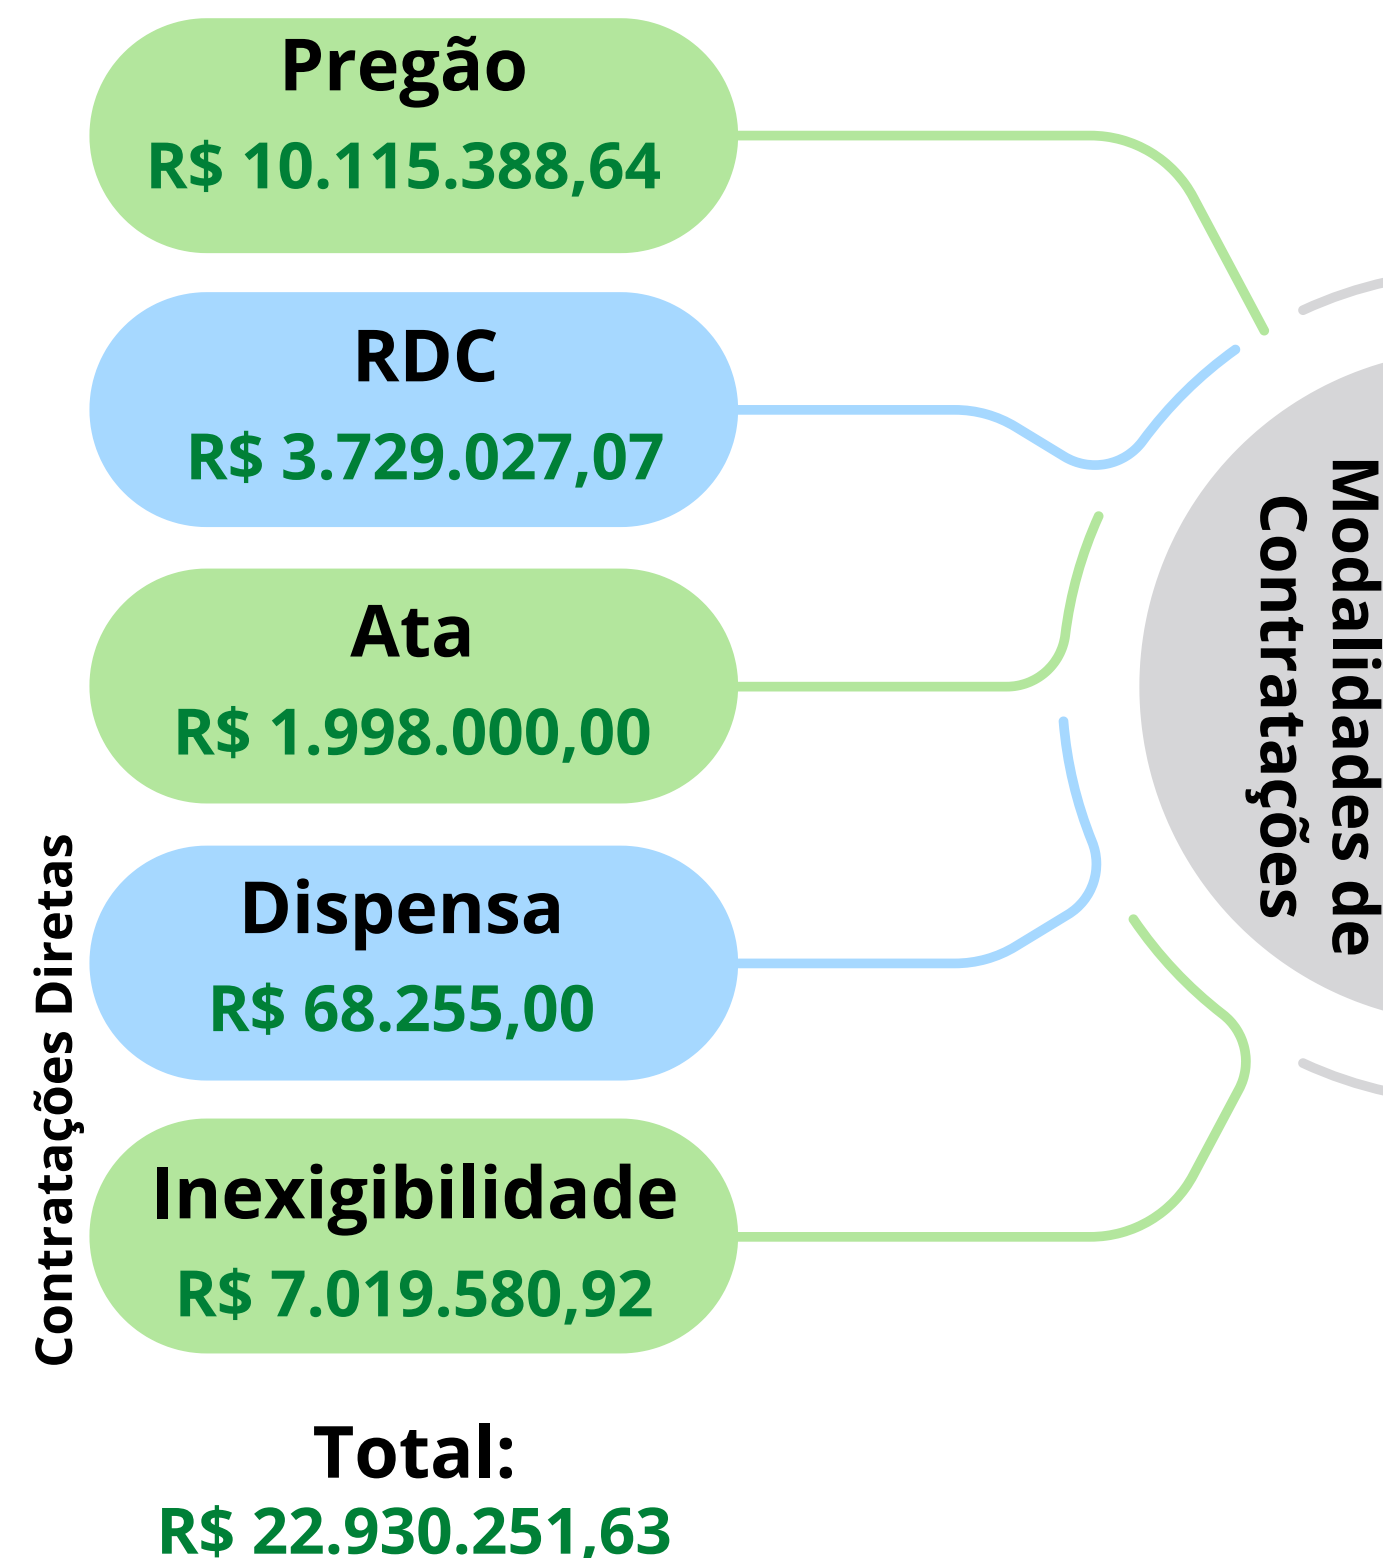 Pregão
R$ 10.115.388,64
RDC
R$ 3.729.027,07
Ata
R$ 1.998.000,00
Contratações Diretas
Dispensa
R$ 68.255,00
Inexigibilidade
R$ 7.019.580,92
Total:
R$ 22.930.251,63
Modalidades de
Contratações